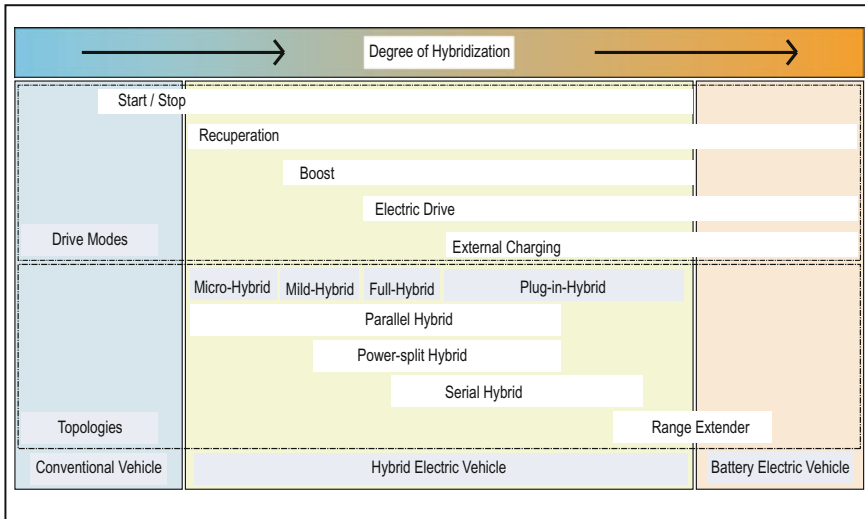 Degree of Hybridization
Start / Stop
Recuperation
Boost
Electric Drive
Drive Modes
External Charging
Micro-Hybrid Mild-Hybrid Full-Hybrid Plug-in-Hybrid
Parallel Hybrid
Power-split Hybrid
Serial Hybrid
Topologies
Range Extender
Conventional Vehicle Hybrid Electric Vehicle Battery Electric Vehicle